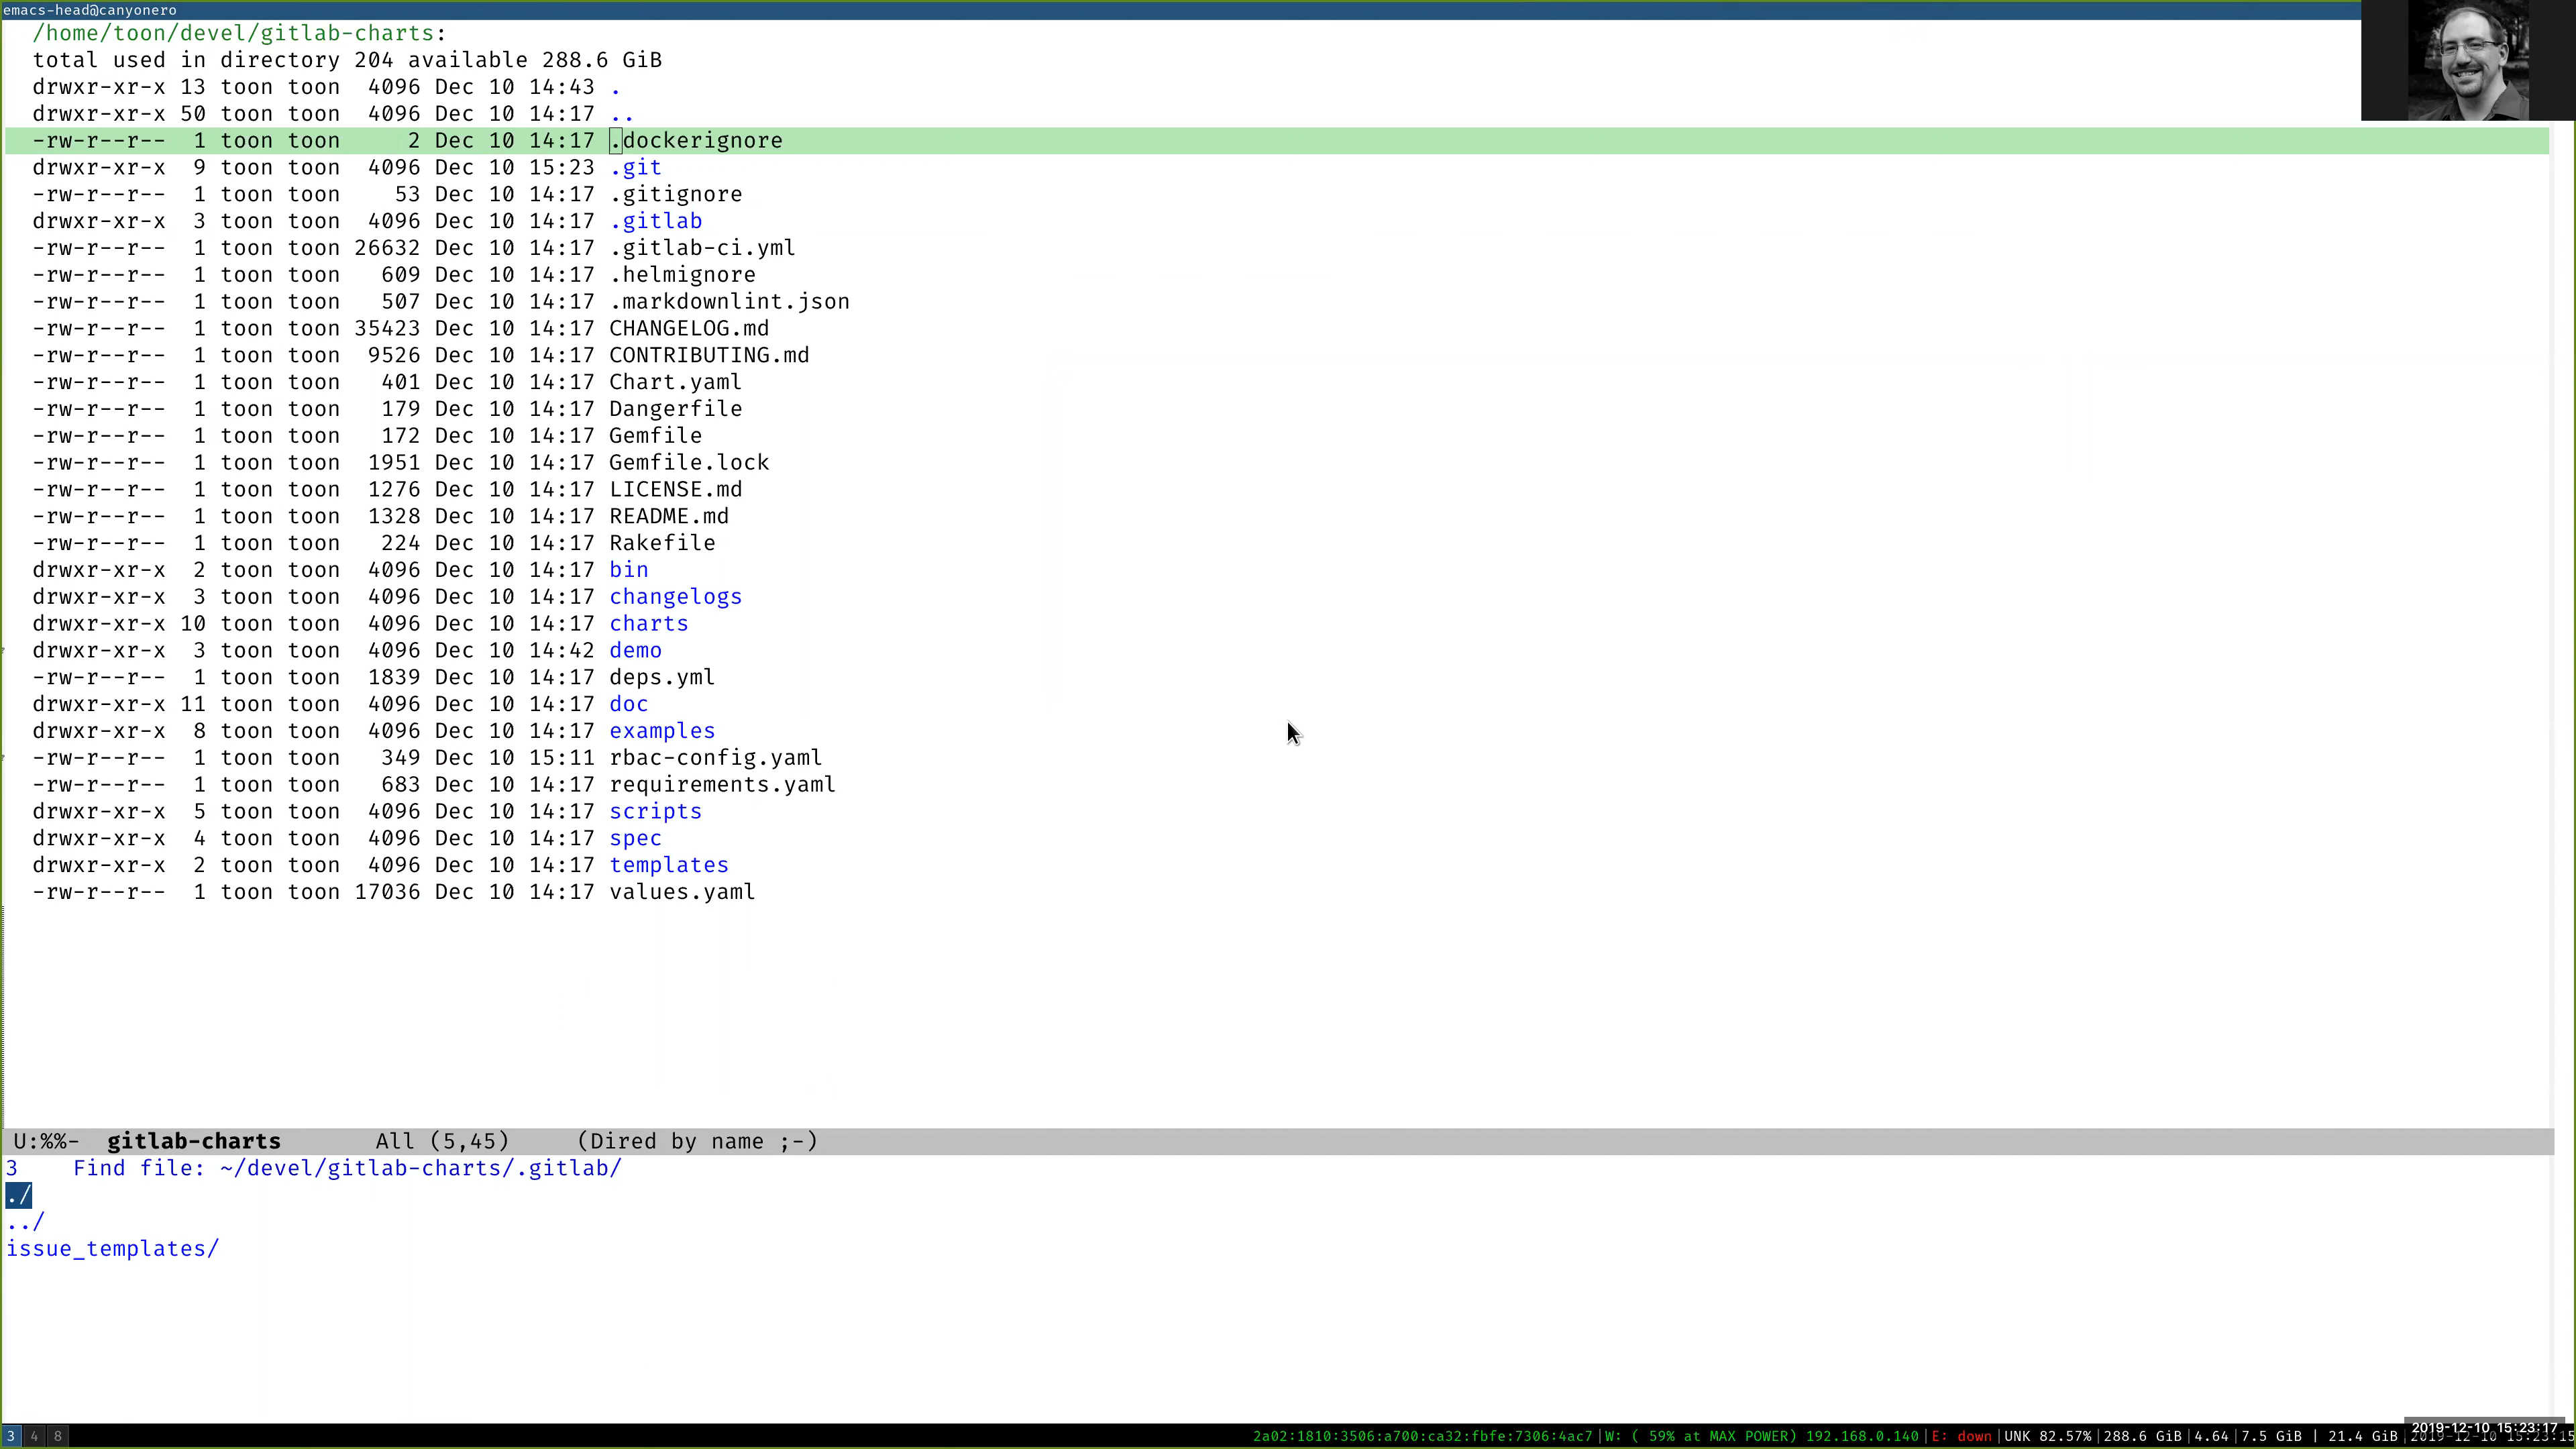 emacs-head@canyonero
/home/toon/devel/gitlab-charts:
total used in directory 204 available 288.6 GiB
drwxr-xr-x 13 toon toon  4096 Dec 10 14:43 .
drwxr-xr-x 50 toon toon  4096 Dec 10 14:17 ..
-rw-r--r--  1 toon toon     2 Dec 10 14:17 .dockerignore
drwxr-xr-x  9 toon toon  4096 Dec 10 15:23 .git
-rw-r--r--  1 toon toon    53 Dec 10 14:17 .gitignore
drwxr-xr-x  3 toon toon  4096 Dec 10 14:17 .gitlab
-rw-r--r--  1 toon toon 26632 Dec 10 14:17 .gitlab-ci.yml
-rw-r--r--  1 toon toon   609 Dec 10 14:17 .helmignore
-rw-r--r--  1 toon toon   507 Dec 10 14:17 .markdownlint.json
-rw-r--r--  1 toon toon 35423 Dec 10 14:17 CHANGELOG.md
-rw-r--r--  1 toon toon  9526 Dec 10 14:17 CONTRIBUTING.md
-rw-r--r--  1 toon toon   401 Dec 10 14:17 Chart.yaml
-rw-r--r--  1 toon toon   179 Dec 10 14:17 Dangerfile
-rw-r--r--  1 toon toon   172 Dec 10 14:17 Gemfile
-rw-r--r--  1 toon toon  1951 Dec 10 14:17 Gemfile.lock
-rw-r--r--  1 toon toon  1276 Dec 10 14:17 LICENSE.md
-rw-r--r--  1 toon toon  1328 Dec 10 14:17 README.md
-rw-r--r--  1 toon toon   224 Dec 10 14:17 Rakefile
drwxr-xr-x  2 toon toon  4096 Dec 10 14:17 bin
drwxr-xr-x  3 toon toon  4096 Dec 10 14:17 changelogs
drwxr-xr-x 10 toon toon  4096 Dec 10 14:17 charts
drwxr-xr-x  3 toon toon  4096 Dec 10 14:42 demo
-rw-r--r--  1 toon toon  1839 Dec 10 14:17 deps.yml
drwxr-xr-x 11 toon toon  4096 Dec 10 14:17 doc
drwxr-xr-x  8 toon toon  4096 Dec 10 14:17 examples
-rw-r--r--  1 toon toon   349 Dec 10 15:11 rbac-config.yaml
-rw-r--r--  1 toon toon   683 Dec 10 14:17 requirements.yaml
drwxr-xr-x  5 toon toon  4096 Dec 10 14:17 scripts
drwxr-xr-x  4 toon toon  4096 Dec 10 14:17 spec
drwxr-xr-x  2 toon toon  4096 Dec 10 14:17 templates
-rw-r--r--  1 toon toon 17036 Dec 10 14:17 values.yaml
U:%%-  gitlab-charts       All (5,45)     (Dired by name ;-)
3    Find file: ~/devel/gitlab-charts/.gitlab/
./
../
issue_templates/
3 4 8 2a02:1810:3506:a700:ca32:fbfe:7306:4ac7|W: ( 59% at MAX POWER) 192.168.0.140|E: down|UNK 82.57%|288.6 GiB|4.64|7.5 GiB | 21.4 GiB 2019-12-10 15:23:17